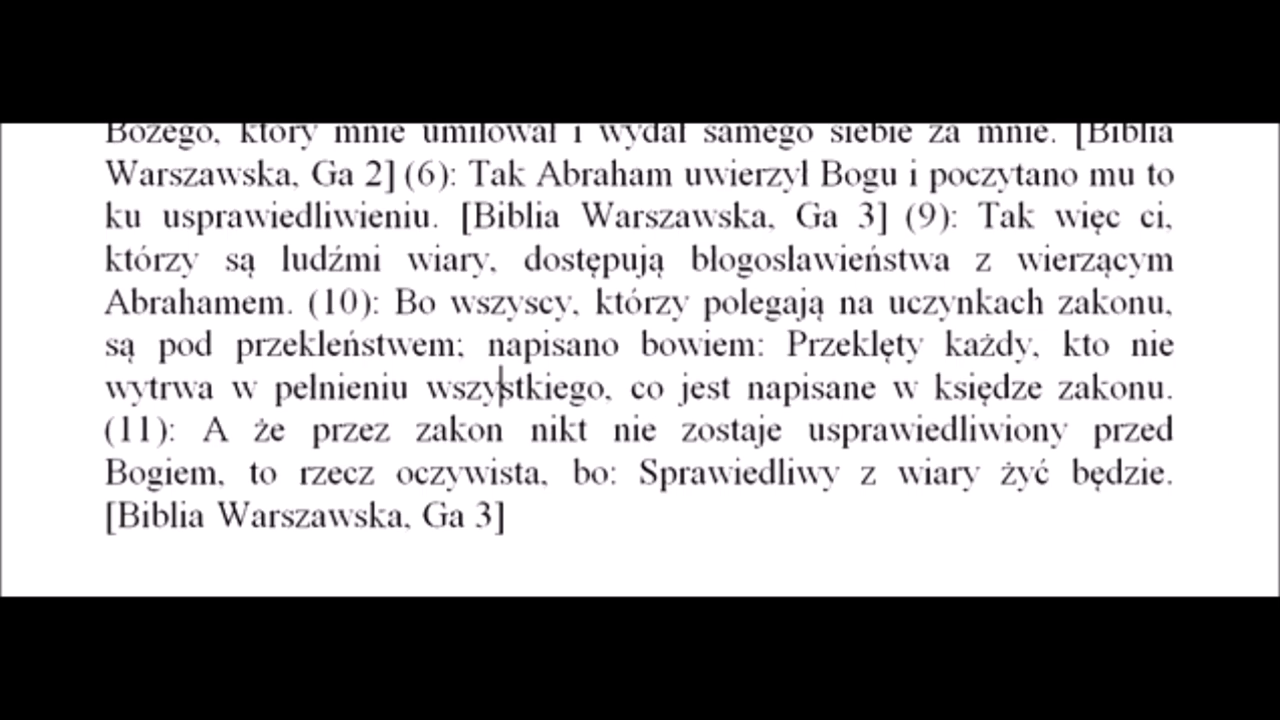 Bożego, który mnie umiłował i wydał samego siebie za mnie. [Biblia
Warszawska, Ga 2] (6): Tak Abraham uwierzył Bogu i poczytano mu to
ku usprawiedliwieniu. [Biblia Warszawska, Ga 3] (9): Tak więc ci,
którzy są ludźmi wiary, dostępują błogosławieństwa z wierzącym
Abrahamem. (10): Bo wszyscy, którzy polegają na uczynkach zakonu,
są pod przekleństwem; napisano bowiem: Przeklęty każdy, kto nie
wytrwa w pełnieniu wszystkiego, co jest napisane w księdze zakonu.
(11): A że przez zakon nikt nie zostaje usprawiedliwiony przed
Bogiem, to rzecz oczywista, bo: Sprawiedliwy z wiary żyć będzie.
[Biblia Warszawska, Ga 3]